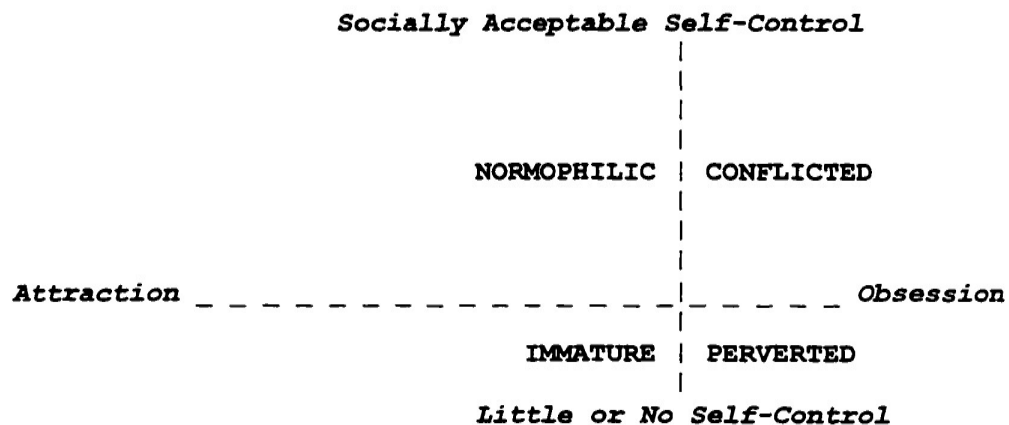 Socially Acceptable Self-Control
NORMOPHILIC CONFLICTED
Attraction Obsession
IMMATURE PERVERTED
Little or No Self-Control